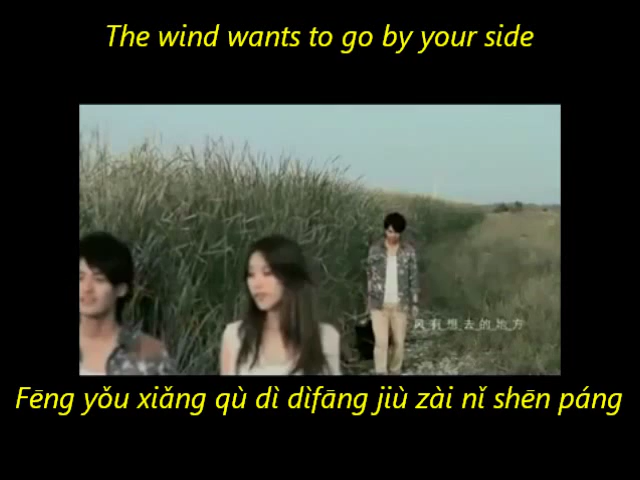 The wind wants to go by your side
风有想去的地方
Fēng yǒu xiǎng qù dì dìfāng jiù zài nǐ shēn páng